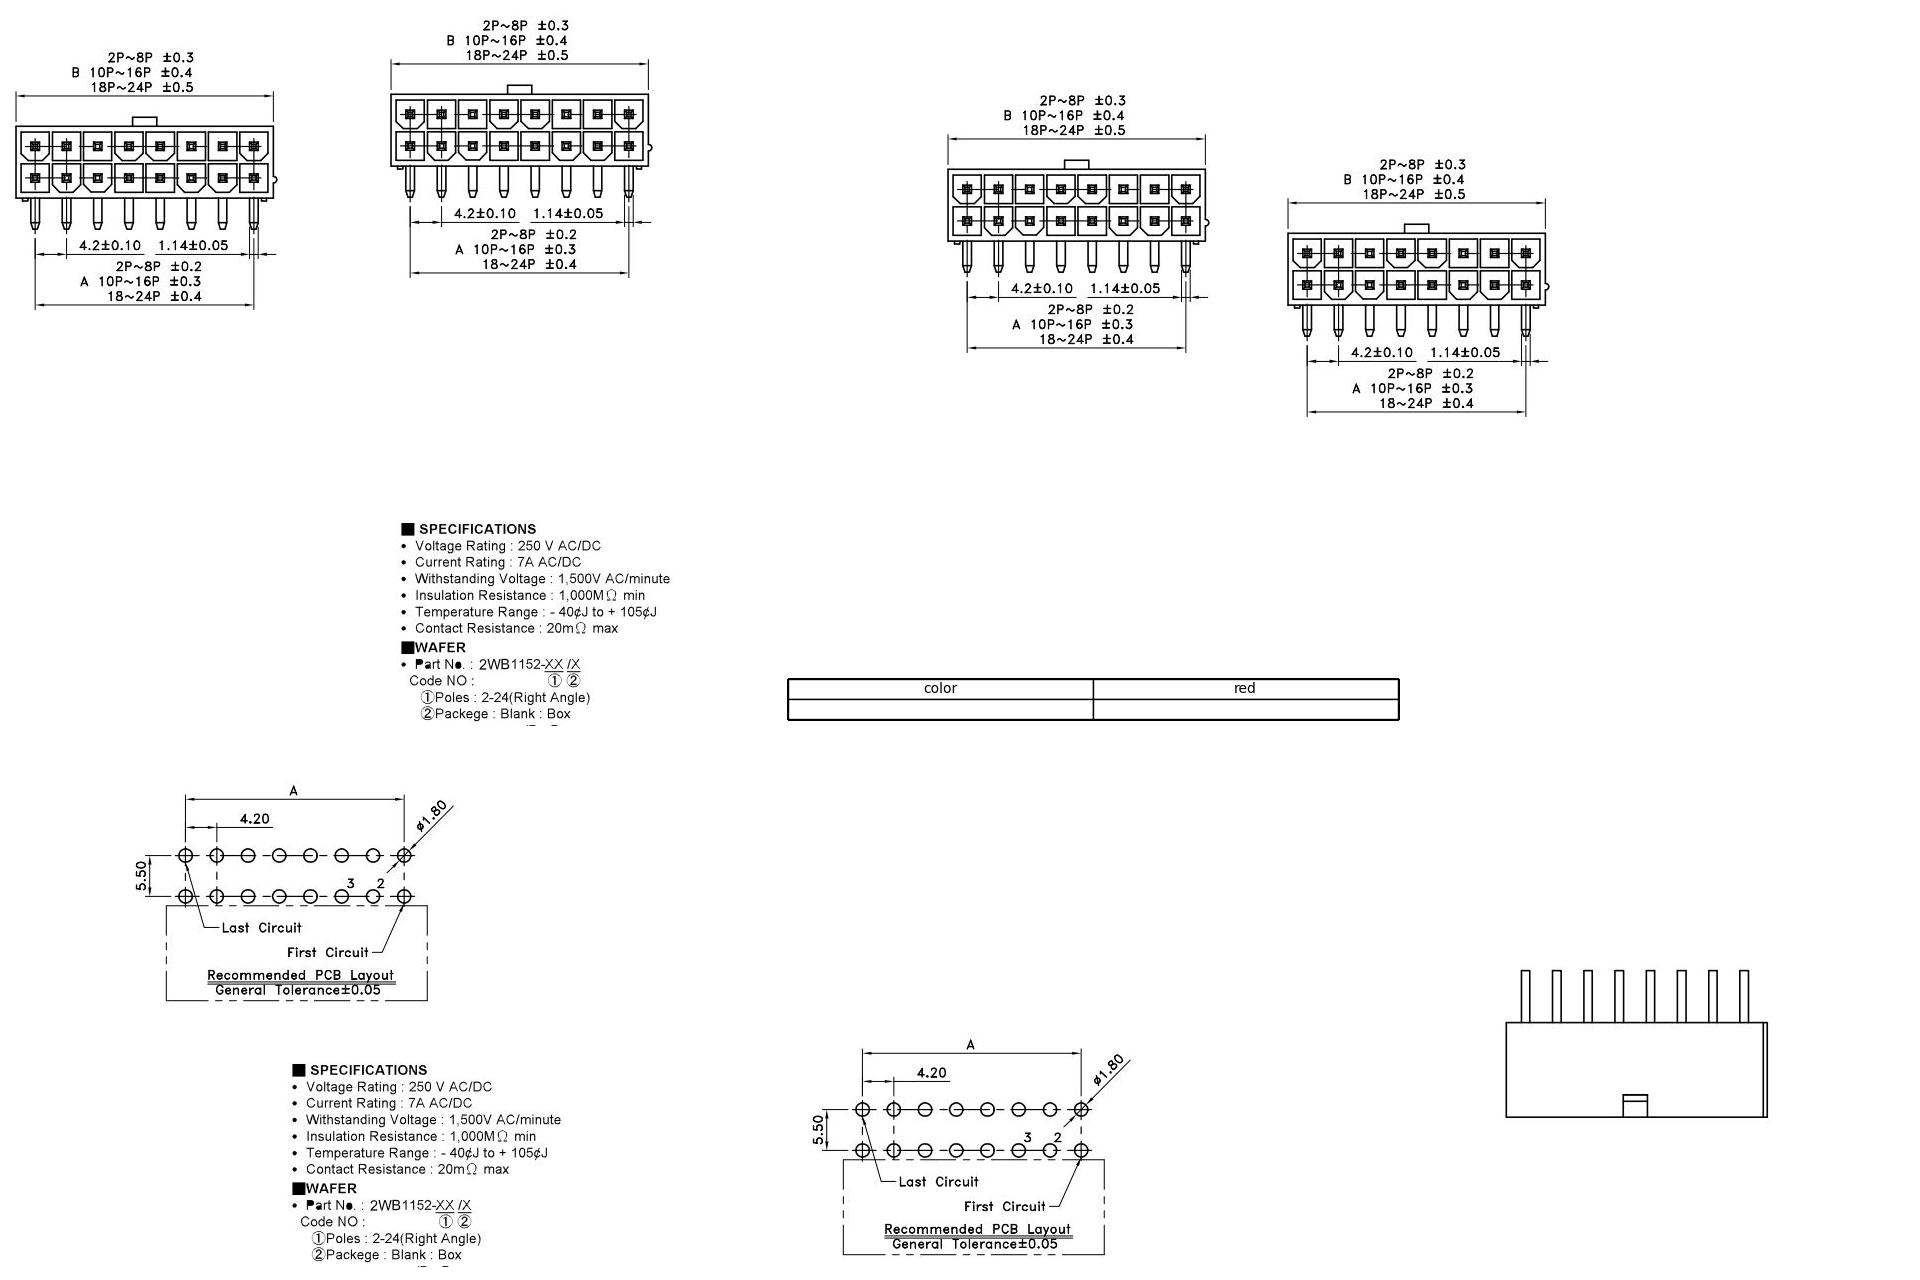 2P~8P ±0.3
B 10P~16P ±0.4
18P~24P ±0.5
4.2±0.10 1.14±0.05
2P~8P ±0.2
A 10P~16P ±0.3
18~24P ±0.4
2P~8P ±0.3
B 10P~16P ±0.4
18P~24P ±0.5
4.2±0.10 1.14±0.05
2P~8P ±0.2
A 10P~16P ±0.3
18~24P ±0.4
2P~8P ±0.3
B 10P~16P ±0.4
18P~24P ±0.5
4.2±0.10 1.14±0.05
2P~8P ±0.2
A 10P~16P ±0.3
18~24P ±0.4
2P~8P ±0.3
B 10P~16P ±0.4
18P~24P ±0.5
4.2±0.10 1.14±0.05
2P~8P ±0.2
A 10P~16P ±0.3
18~24P ±0.4
■ SPECIFICATIONS
• Voltage Rating : 250 V AC/DC
• Current Rating : 7A AC/DC
• Withstanding Voltage : 1,500V AC/minute
• Insulation Resistance : 1,000MΩ min
• Temperature Range : - 40¢J to + 105¢J
• Contact Resistance : 20mΩ max
■WAFER
• Part No. : 2WB1152-XX /X
Code NO : ① ②
①Poles : 2-24(Right Angle)
②Packege : Blank : Box
color red
A
4.20
ø1.80
5.50
3 2
Last Circuit
First Circuit
Recommended PCB Layout
General Tolerance±0.05
■ SPECIFICATIONS
• Voltage Rating : 250 V AC/DC
• Current Rating : 7A AC/DC
• Withstanding Voltage : 1,500V AC/minute
• Insulation Resistance : 1,000MΩ min
• Temperature Range : - 40¢J to + 105¢J
• Contact Resistance : 20mΩ max
■WAFER
• Part No. : 2WB1152-XX /X
Code NO : ① ②
①Poles : 2-24(Right Angle)
②Packege : Blank : Box
A
4.20
ø1.80
5.50
3 2
Last Circuit
First Circuit
Recommended PCB Layout
General Tolerance±0.05